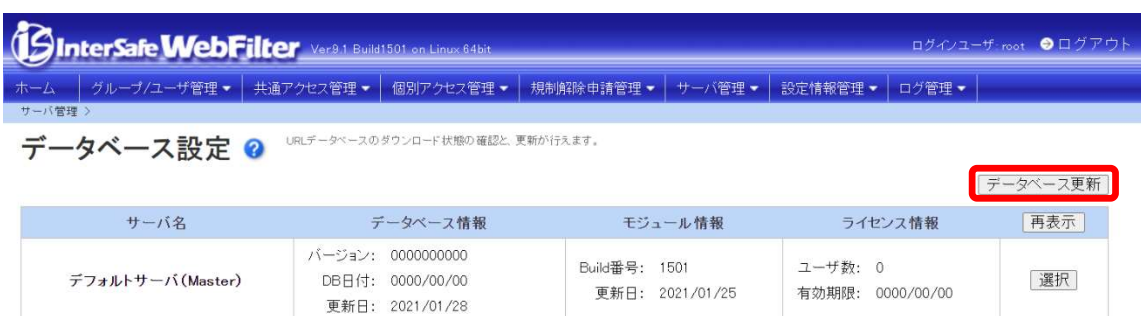 InterSafe WebFilter Ver9.1 Build1501 on Linux 64bit ログインユーザ:root ログアウト
ホーム グループ/ユーザ管理▼ 共通アクセス管理▼ 個別アクセス管理▼ 規制解除申請管理▼ サーバ管理▼ 設定情報管理▼ ログ管理▼
サーバ管理 >
データベース設定 ? URLデータベースのダウンロード状態の確認と、更新が行えます。
データベース更新
サーバ名 データベース情報 モジュール情報 ライセンス情報 再表示
バージョン: 0000000000
Build番号: 1501 ユーザ数: 0
デフォルトサーバ(Master) DB日付: 0000/00/00 選択
更新日: 2021/01/25 有効期限: 0000/00/00
更新日: 2021/01/28